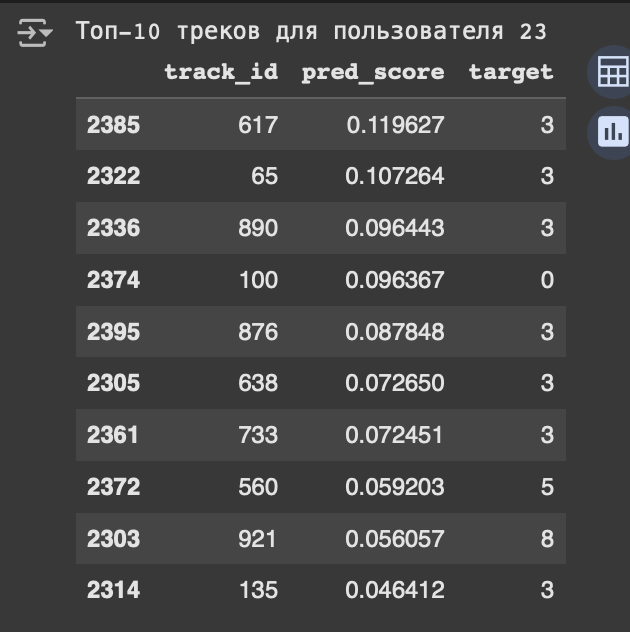 Топ-10 треков для пользователя 23
track_id pred_score target
2385 617 0.119627 3
2322 65 0.107264 3
2336 890 0.096443 3
2374 100 0.096367 0
2395 876 0.087848 3
2305 638 0.072650 3
2361 733 0.072451 3
2372 560 0.059203 5
2303 921 0.056057 8
2314 135 0.046412 3